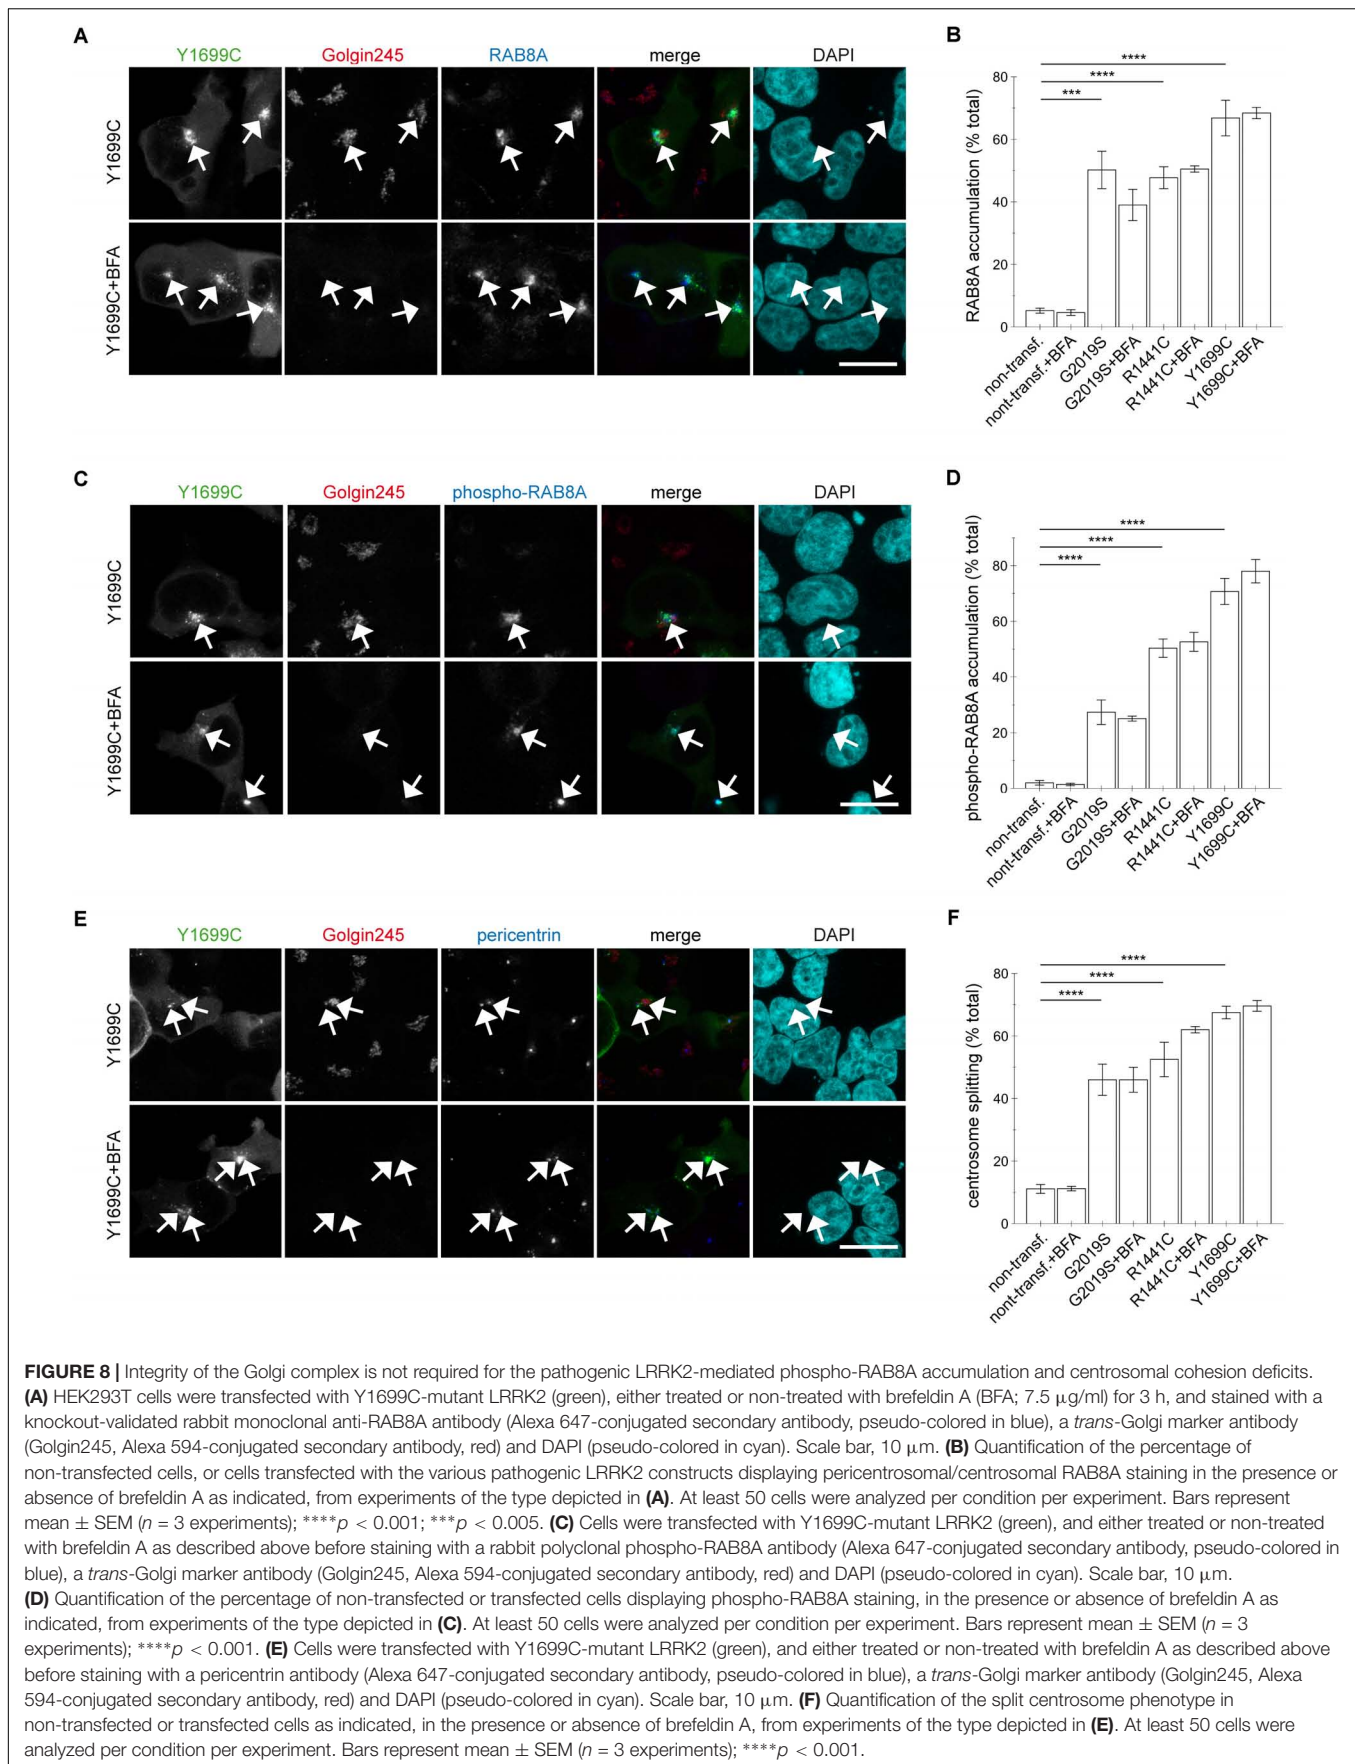 A
Y1699C Golgin245 RAB8A merge DAPI
Y1699C
Y1699C+BFA
B
RAB8A accumulation (% total)
80
60
40
20
0
***
****
****
non-transf.
nont-transf.+BFA
G2019S
G2019S+BFA
R1441C
R1441C+BFA
Y1699C
Y1699C+BFA
C
Y1699C Golgin245 phospho-RAB8A merge DAPI
Y1699C
Y1699C+BFA
D
phospho-RAB8A accumulation (% total)
80
60
40
20
0
****
****
****
non-transf.
nont-transf.+BFA
G2019S
G2019S+BFA
R1441C
R1441C+BFA
Y1699C
Y1699C+BFA
E
Y1699C Golgin245 pericentrin merge DAPI
Y1699C
Y1699C+BFA
F
centrosome splitting (% total)
80
60
40
20
0
****
****
****
non-transf.
nont-transf.+BFA
G2019S
G2019S+BFA
R1441C
R1441C+BFA
Y1699C
Y1699C+BFA
FIGURE 8 | Integrity of the Golgi complex is not required for the pathogenic LRRK2-mediated phospho-RAB8A accumulation and centrosomal cohesion deficits.
(A) HEK293T cells were transfected with Y1699C-mutant LRRK2 (green), either treated or non-treated with brefeldin A (BFA; 7.5 μg/ml) for 3 h, and stained with a
knockout-validated rabbit monoclonal anti-RAB8A antibody (Alexa 647-conjugated secondary antibody, pseudo-colored in blue), a trans-Golgi marker antibody
(Golgin245, Alexa 594-conjugated secondary antibody, red) and DAPI (pseudo-colored in cyan). Scale bar, 10 μm. (B) Quantification of the percentage of
non-transfected cells, or cells transfected with the various pathogenic LRRK2 constructs displaying pericentrosomal/centrosomal RAB8A staining in the presence or
absence of brefeldin A as indicated, from experiments of the type depicted in (A). At least 50 cells were analyzed per condition per experiment. Bars represent
mean ± SEM (n = 3 experiments); ****p < 0.001; ***p < 0.005. (C) Cells were transfected with Y1699C-mutant LRRK2 (green), and either treated or non-treated
with brefeldin A as described above before staining with a rabbit polyclonal phospho-RAB8A antibody (Alexa 647-conjugated secondary antibody, pseudo-colored in
blue), a trans-Golgi marker antibody (Golgin245, Alexa 594-conjugated secondary antibody, red) and DAPI (pseudo-colored in cyan). Scale bar, 10 μm.
(D) Quantification of the percentage of non-transfected or transfected cells displaying phospho-RAB8A staining, in the presence or absence of brefeldin A as
indicated, from experiments of the type depicted in (C). At least 50 cells were analyzed per condition per experiment. Bars represent mean ± SEM (n = 3
experiments); ****p < 0.001. (E) Cells were transfected with Y1699C-mutant LRRK2 (green), and either treated or non-treated with brefeldin A as described above
before staining with a pericentrin antibody (Alexa 647-conjugated secondary antibody, pseudo-colored in blue), a trans-Golgi marker antibody (Golgin245, Alexa
594-conjugated secondary antibody, red) and DAPI (pseudo-colored in cyan). Scale bar, 10 μm. (F) Quantification of the split centrosome phenotype in
non-transfected or transfected cells as indicated, in the presence or absence of brefeldin A, from experiments of the type depicted in (E). At least 50 cells were
analyzed per condition per experiment. Bars represent mean ± SEM (n = 3 experiments); ****p < 0.001.